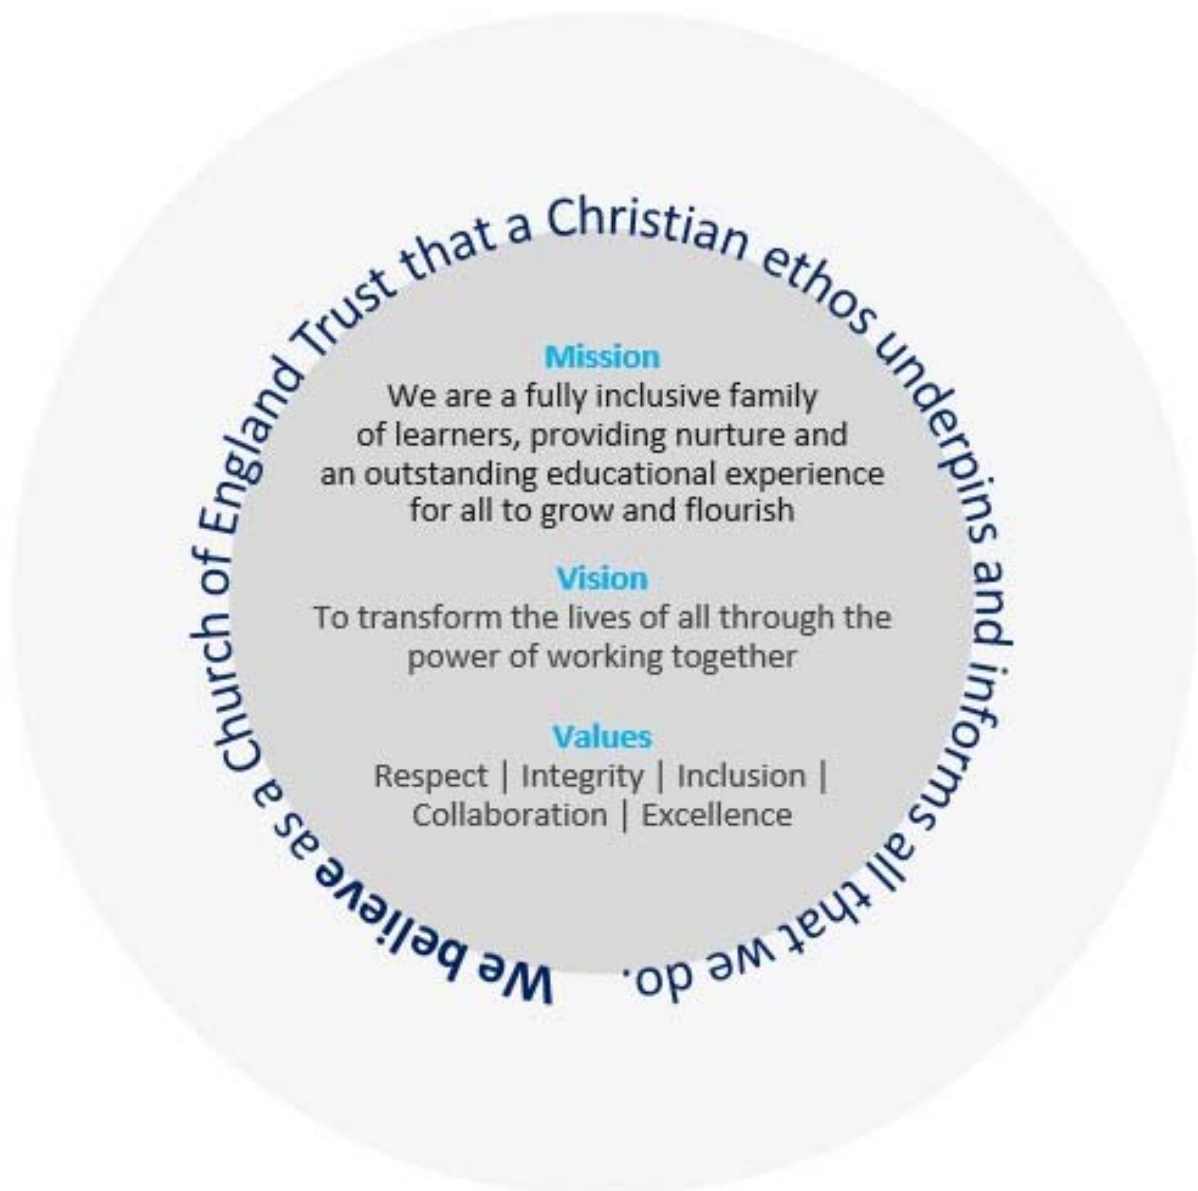 We believe as a Church of England Trust that a Christian ethos underpins and informs all that we do.
Mission
We are a fully inclusive family
of learners, providing nurture and
an outstanding educational experience
for all to grow and flourish
Vision
To transform the lives of all through the
power of working together
Values
Respect | Integrity | Inclusion |
Collaboration | Excellence